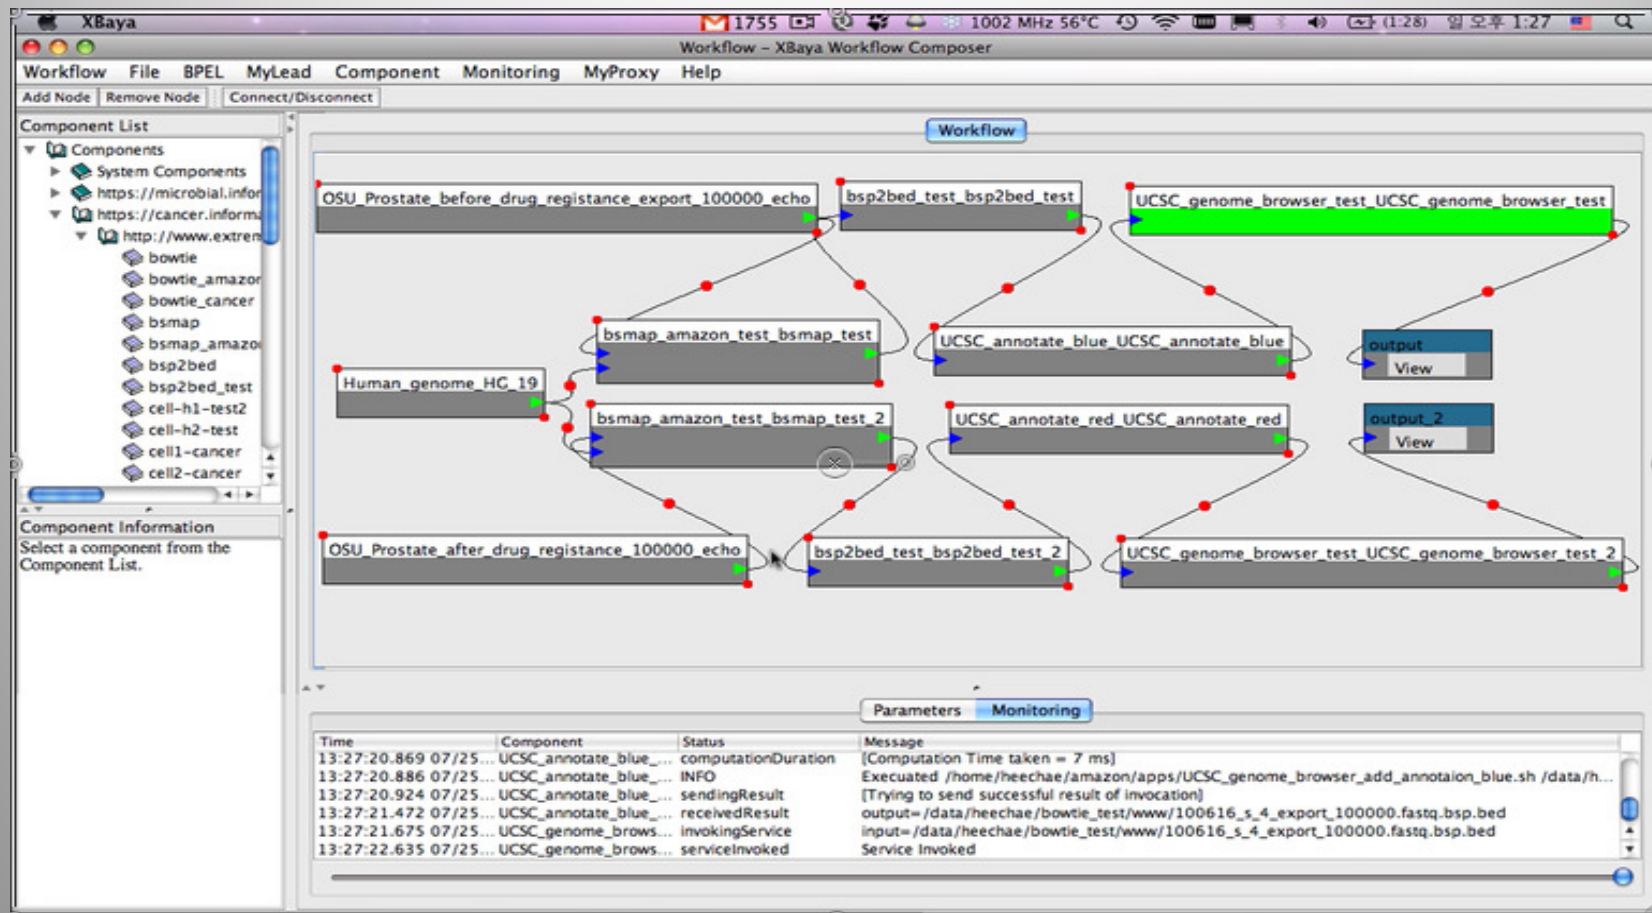 XBaya 1755 1002 MHz 56°C (1:28) 일 오후 1:27
Workflow – XBaya Workflow Composer
Workflow File BPEL MyLead Component Monitoring MyProxy Help
Add Node Remove Node Connect/Disconnect
Component List
Components
System Components
https://microbial.infor
https://cancer.informa
http://www.extrem
bowtie
bowtie_amazon
bowtie_cancer
bsmap
bsmap_amazo
bsp2bed
bsp2bed_test
cell-h1-test2
cell-h2-test
cell1-cancer
cell2-cancer
Component Information
Select a component from the
Component List.
Workflow
OSU_Prostate_before_drug_registance_export_100000_echo
bsp2bed_test_bsp2bed_test
UCSC_genome_browser_test_UCSC_genome_browser_test
bsmap_amazon_test_bsmap_test
UCSC_annotate_blue_UCSC_annotate_blue
output
View
Human_genome_HG_19
bsmap_amazon_test_bsmap_test_2
UCSC_annotate_red_UCSC_annotate_red
output_2
View
OSU_Prostate_after_drug_registance_100000_echo
bsp2bed_test_bsp2bed_test_2
UCSC_genome_browser_test_UCSC_genome_browser_test_2
Parameters Monitoring
Time Component Status Message
13:27:20.869 07/25... UCSC_annotate_blue_... computationDuration [Computation Time taken = 7 ms]
13:27:20.886 07/25... UCSC_annotate_blue_... INFO Execuated /home/heechae/amazon/apps/UCSC_genome_browser_add_annotaion_blue.sh /data/h...
13:27:20.924 07/25... UCSC_annotate_blue_... sendingResult [Trying to send successful result of invocation]
13:27:21.472 07/25... UCSC_annotate_blue_... receivedResult output=/data/heechae/bowtie_test/www/100616_s_4_export_100000.fastq.bsp.bed
13:27:21.675 07/25... UCSC_genome_brows... invokingService input=/data/heechae/bowtie_test/www/100616_s_4_export_100000.fastq.bsp.bed
13:27:22.635 07/25... UCSC_genome_brows... serviceInvoked Service Invoked